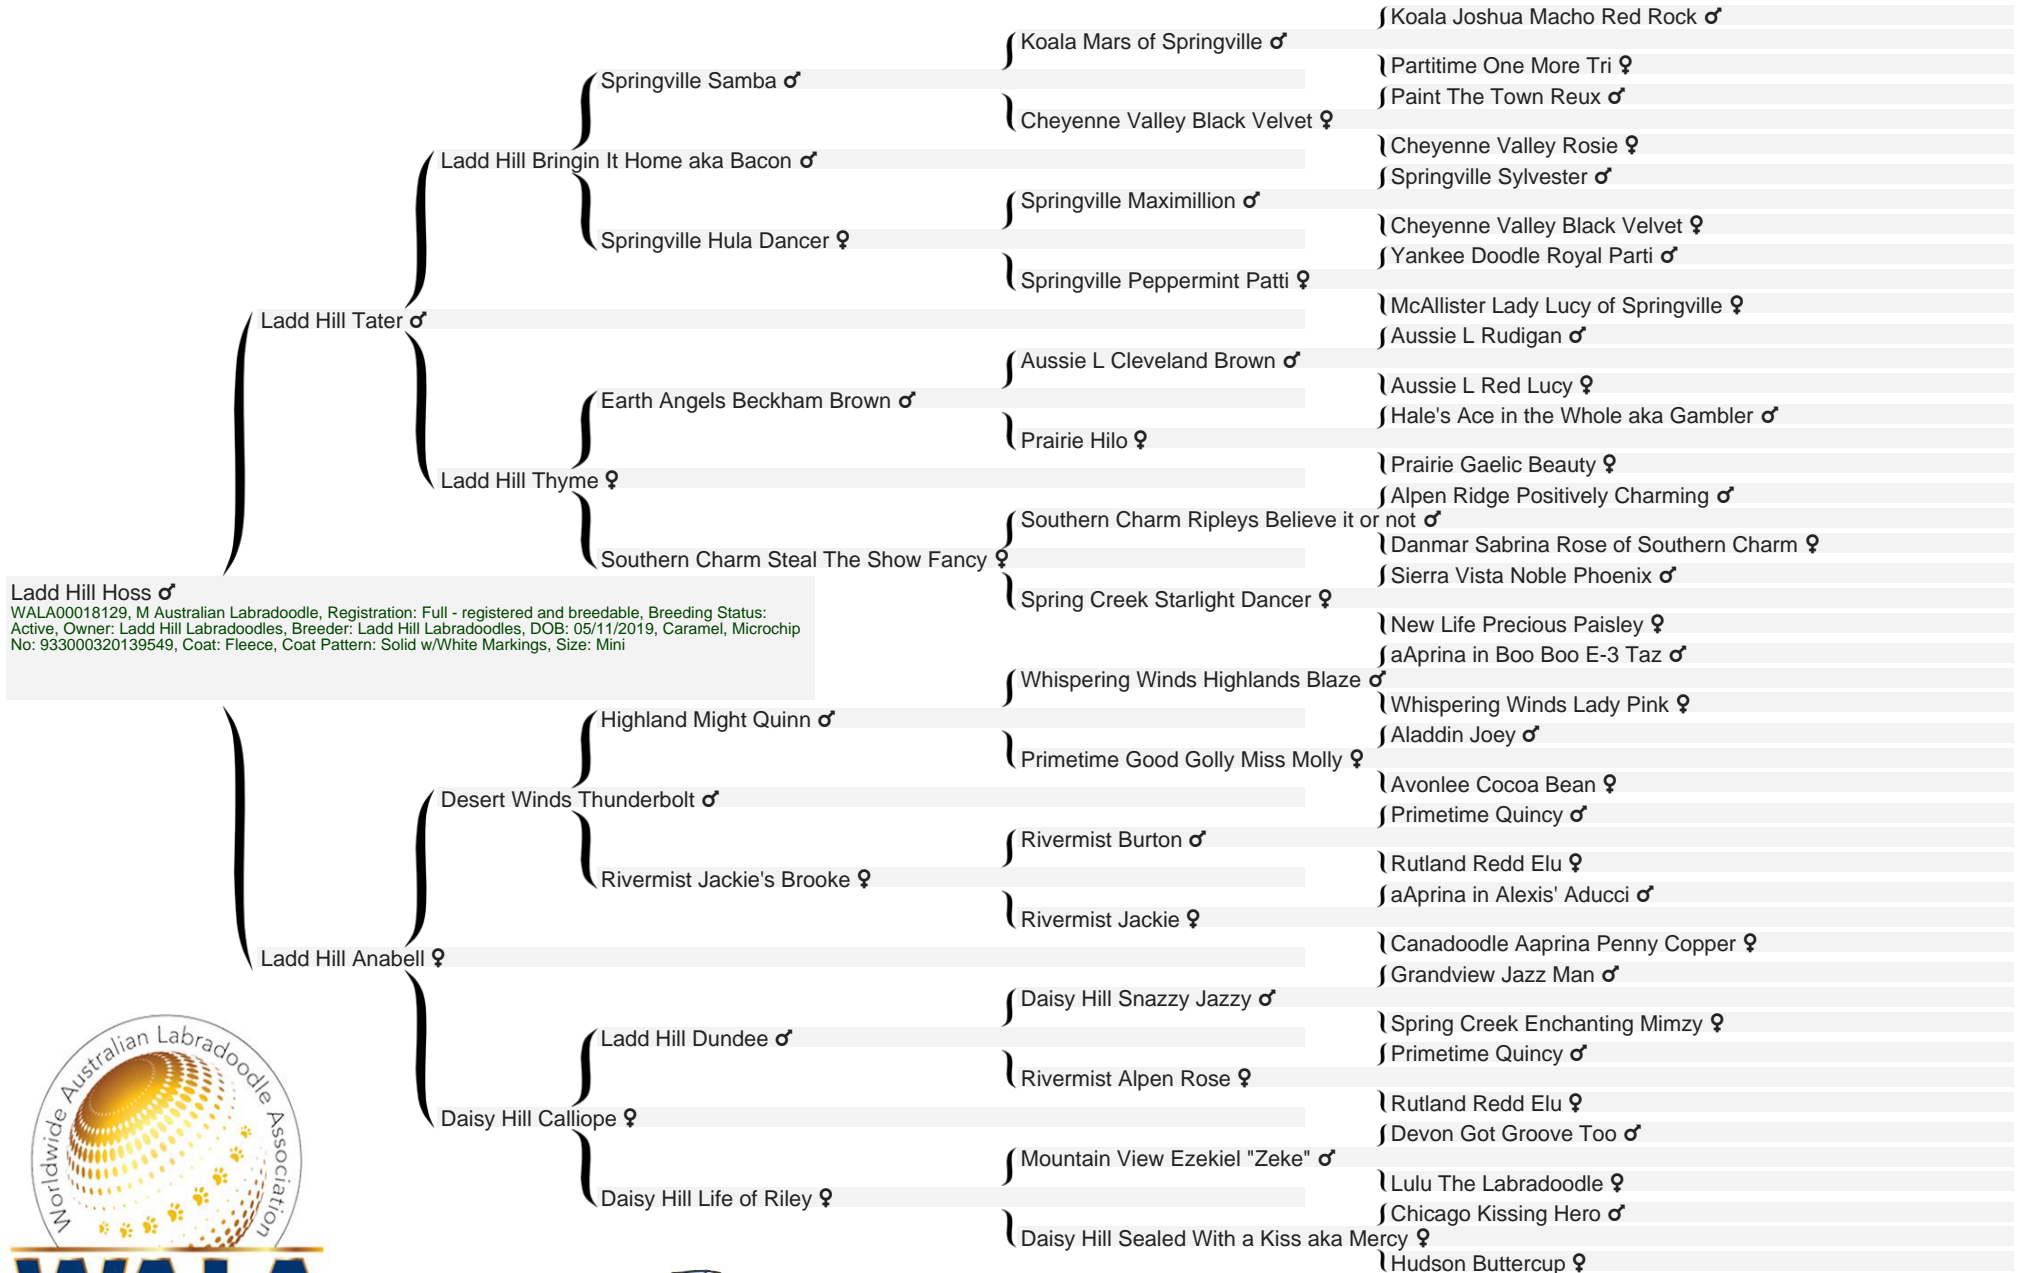 Koala Joshua Macho Red Rock ♂
Koala Mars of Springville ♂
Partitime One More Tri ♀
Springville Samba ♂
Paint The Town Reux ♂
Cheyenne Valley Black Velvet ♀
Cheyenne Valley Rosie ♀
Ladd Hill Bringin It Home aka Bacon ♂
Springville Sylvester ♂
Springville Maximillion ♂
Cheyenne Valley Black Velvet ♀
Springville Hula Dancer ♀
Yankee Doodle Royal Parti ♂
Springville Peppermint Patti ♀
McAllister Lady Lucy of Springville ♀
Ladd Hill Tater ♂
Aussie L Rudigan ♂
Aussie L Cleveland Brown ♂
Aussie L Red Lucy ♀
Earth Angels Beckham Brown ♂
Hale's Ace in the Whole aka Gambler ♂
Prairie Hilo ♀
Prairie Gaelic Beauty ♀
Ladd Hill Thyme ♀
Alpen Ridge Positively Charming ♂
Southern Charm Ripleys Believe it or not ♂
Danmar Sabrina Rose of Southern Charm ♀
Southern Charm Steal The Show Fancy ♀
Sierra Vista Noble Phoenix ♂
Spring Creek Starlight Dancer ♀
New Life Precious Paisley ♀
Ladd Hill Hoss ♂
WALA00018129, M Australian Labradoodle, Registration: Full - registered and breedable, Breeding Status:
Active, Owner: Ladd Hill Labradoodles, Breeder: Ladd Hill Labradoodles, DOB: 05/11/2019, Caramel, Microchip
No: 933000320139549, Coat: Fleece, Coat Pattern: Solid w/White Markings, Size: Mini
aAprina in Boo Boo E-3 Taz ♂
Whispering Winds Highlands Blaze ♂
Whispering Winds Lady Pink ♀
Highland Might Quinn ♂
Aladdin Joey ♂
Primetime Good Golly Miss Molly ♀
Avonlee Cocoa Bean ♀
Desert Winds Thunderbolt ♂
Primetime Quincy ♂
Rivermist Burton ♂
Rutland Redd Elu ♀
Rivermist Jackie's Brooke ♀
aAprina in Alexis' Aducci ♂
Rivermist Jackie ♀
Canadoodle Aaprina Penny Copper ♀
Ladd Hill Anabell ♀
Grandview Jazz Man ♂
Daisy Hill Snazzy Jazzy ♂
Spring Creek Enchanting Mimzy ♀
Ladd Hill Dundee ♂
Primetime Quincy ♂
Rivermist Alpen Rose ♀
Rutland Redd Elu ♀
Daisy Hill Calliope ♀
Devon Got Groove Too ♂
Mountain View Ezekiel "Zeke" ♂
Lulu The Labradoodle ♀
Daisy Hill Life of Riley ♀
Chicago Kissing Hero ♂
Daisy Hill Sealed With a Kiss aka Mercy ♀
Hudson Buttercup ♀
Worldwide Australian Labradoodle Association
WALA